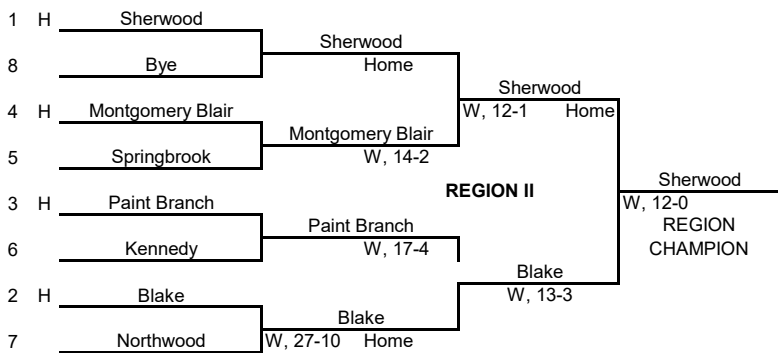 1 H Sherwood
Sherwood
8 Bye Home
Sherwood
4 H Montgomery Blair W, 12-1 Home
Montgomery Blair
5 Springbrook W, 14-2
REGION II Sherwood
3 H Paint Branch W, 12-0
Paint Branch REGION
6 Kennedy W, 17-4 CHAMPION
Blake
2 H Blake W, 13-3
Blake
7 Northwood W, 27-10 Home